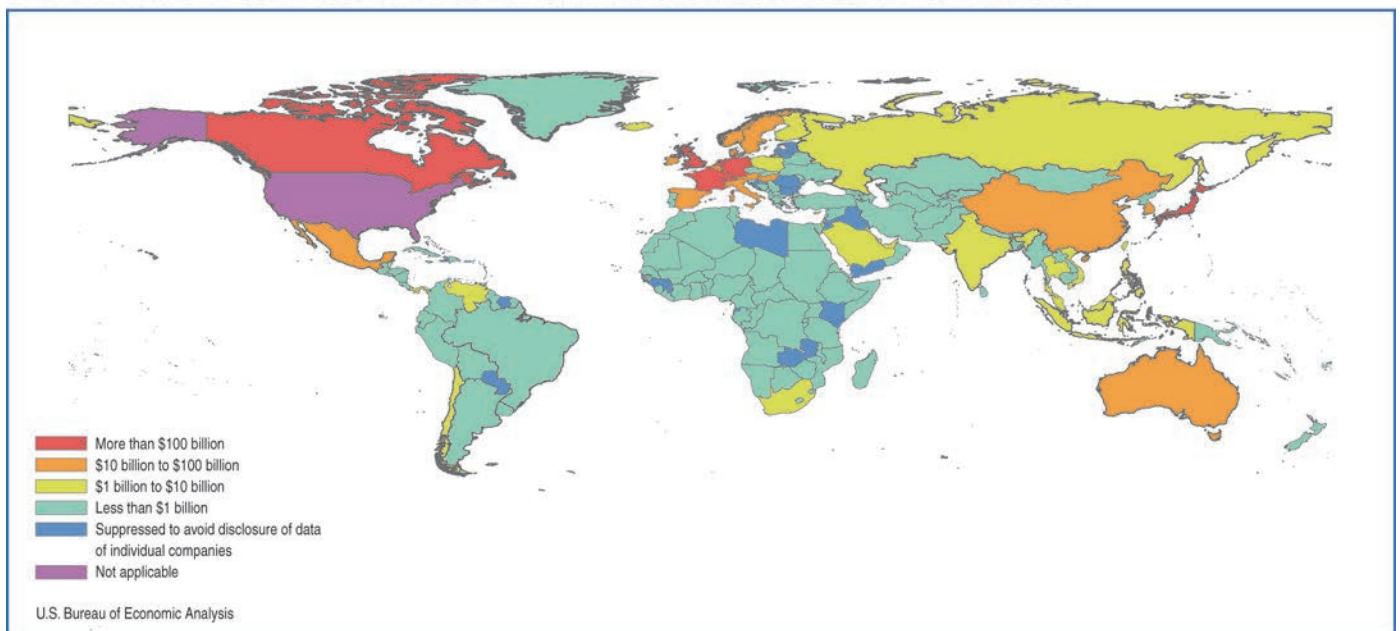 More than $100 billion
$10 billion to $100 billion
$1 billion to $10 billion
Less than $1 billion
Suppressed to avoid disclosure of data
of individual companies
Not applicable
U.S. Bureau of Economic Analysis